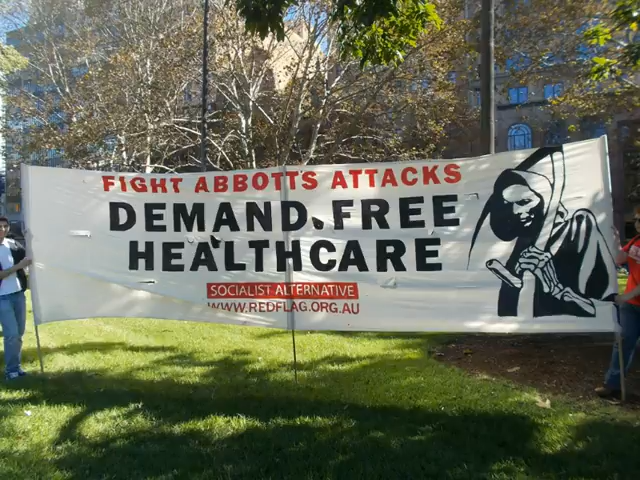 FIGHT ABBOTTS ATTACKS
DEMAND FREE
HEALTHCARE
SOCIALIST ALTERNATIVE
WWW.REDFLAG.ORG.AU